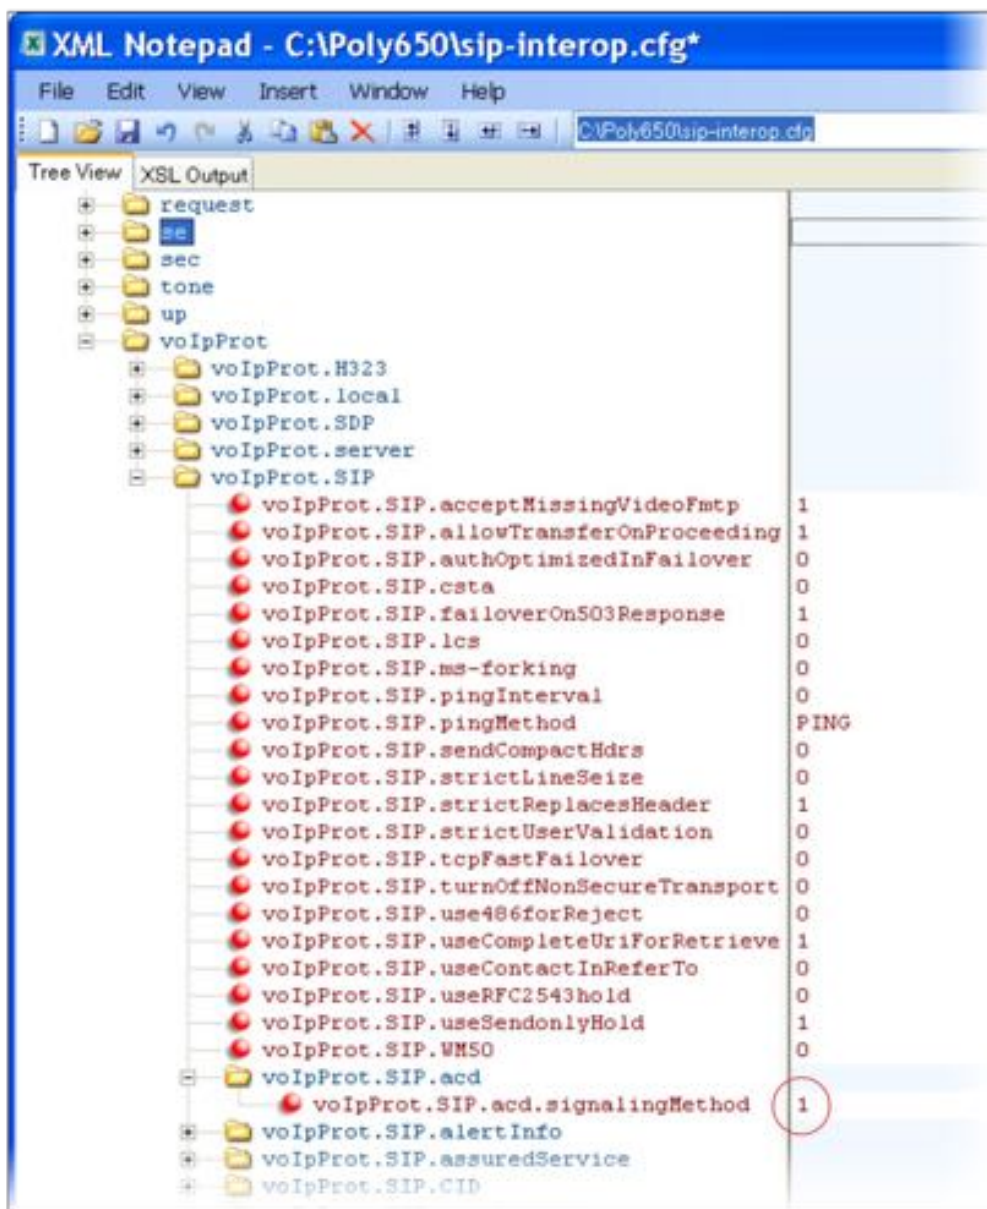 XML Notepad - C:\Poly650\sip-interop.cfg*
File Edit View Insert Window Help
C:\Poly650\sip-interop.cfg
Tree View XSL Output
request
se
sec
tone
up
voIpProt
voIpProt.H323
voIpProt.local
voIpProt.SDP
voIpProt.server
voIpProt.SIP
voIpProt.SIP.acceptMissingVideoFmtp 1
voIpProt.SIP.allowTransferOnProceeding 1
voIpProt.SIP.authOptimizedInFailover 0
voIpProt.SIP.csta 0
voIpProt.SIP.failoverOn503Response 1
voIpProt.SIP.lcs 0
voIpProt.SIP.ms-forking 0
voIpProt.SIP.pingInterval 0
voIpProt.SIP.pingMethod PING
voIpProt.SIP.sendCompactHdrs 0
voIpProt.SIP.strictLineSeize 0
voIpProt.SIP.strictReplacesHeader 1
voIpProt.SIP.strictUserValidation 0
voIpProt.SIP.tcpFastFailover 0
voIpProt.SIP.turnOffNonSecureTransport 0
voIpProt.SIP.use486forReject 0
voIpProt.SIP.useCompleteUriForRetrieve 1
voIpProt.SIP.useContactInReferTo 0
voIpProt.SIP.useRFC2543hold 0
voIpProt.SIP.useSendonlyHold 1
voIpProt.SIP.WM50 0
voIpProt.SIP.acd
voIpProt.SIP.acd.signalingMethod 1
voIpProt.SIP.alertInfo
voIpProt.SIP.assuredService
voIpProt.SIP.CID